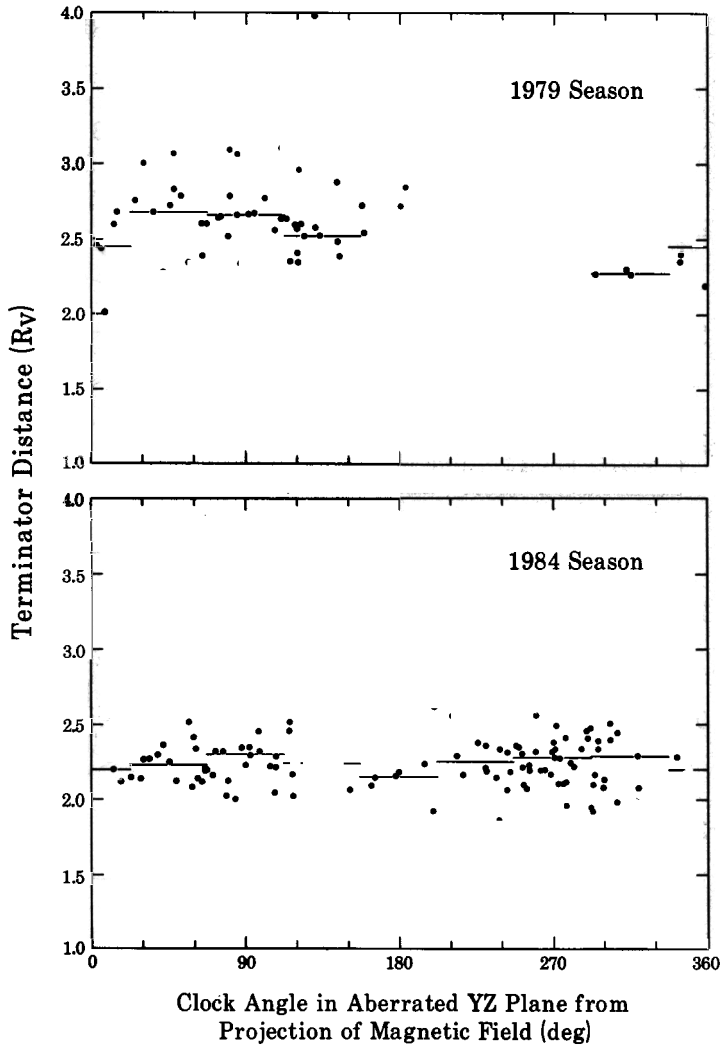 4.0
1979 Season
3.5
3.0
2.5
2.0
1.5
1.0
Terminator Distance (Rv)
4.0
1984 Season
3.5
3.0
2.5
2.0
1.5
1.0
0 90 180 270 360
Clock Angle in Aberrated YZ Plane from
Projection of Magnetic Field (deg)